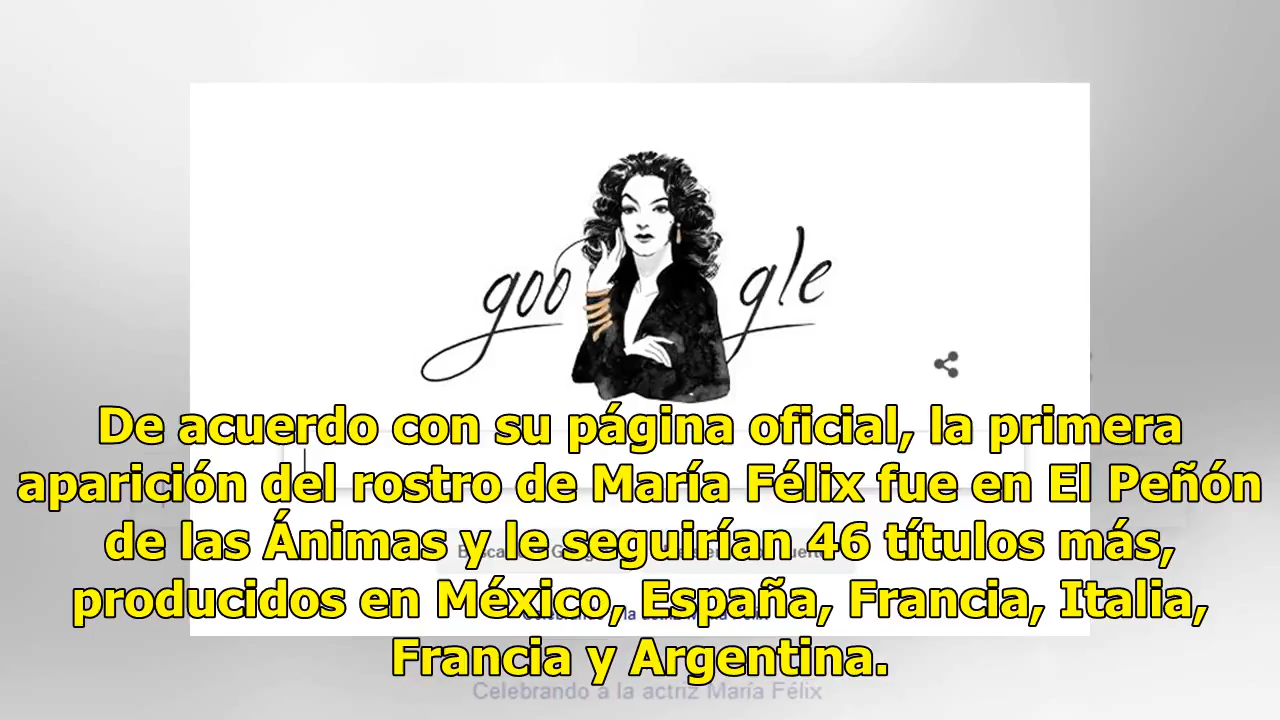 goo gle
De acuerdo con su página oficial, la primera
aparición del rostro de María Félix fue en El Peñón
de las Ánimas y le seguirían 46 títulos más,
producidos en México, España, Francia, Italia,
Francia y Argentina.
Celebrando a la actriz María Félix